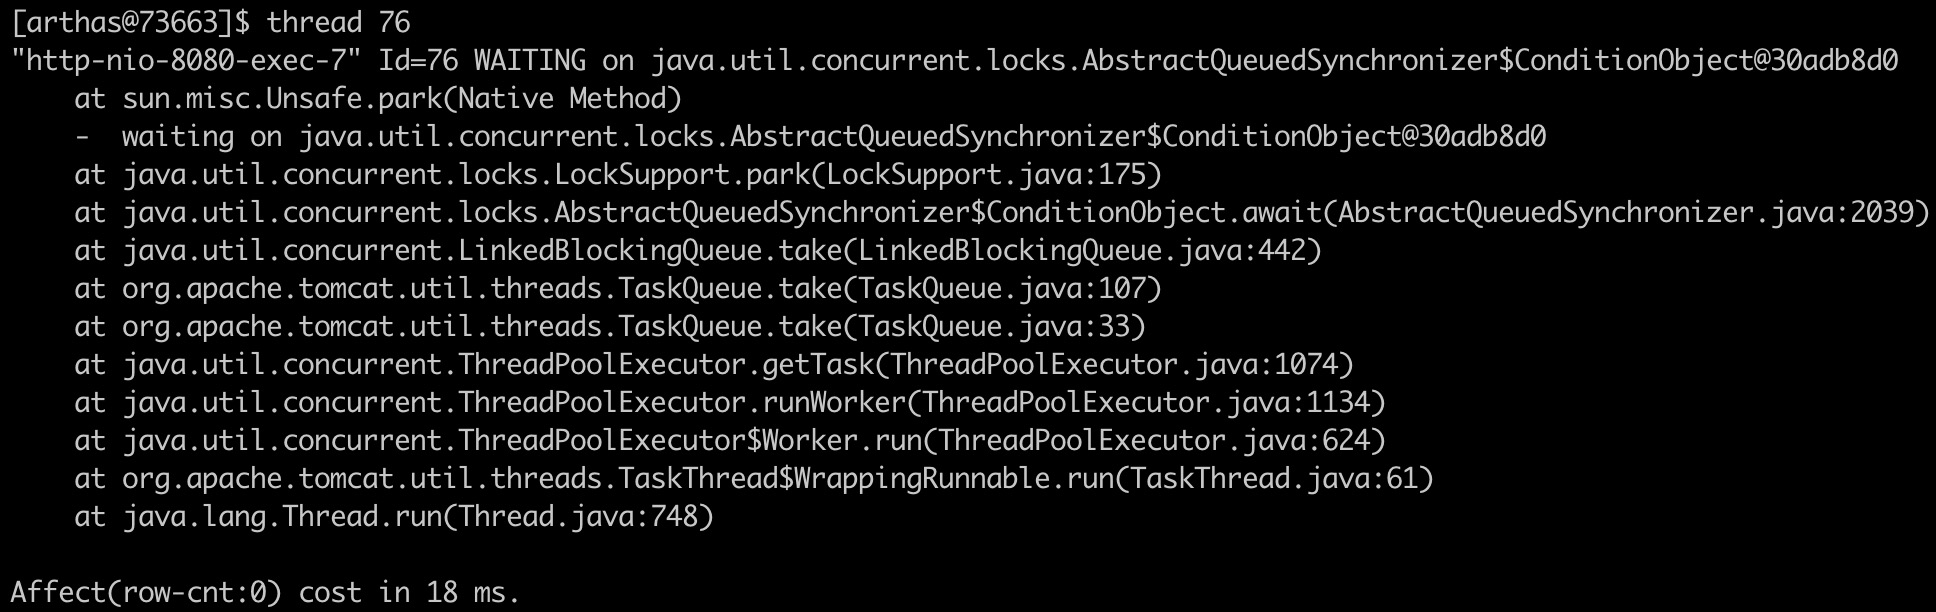 [arthas@73663]$ thread 76
"http-nio-8080-exec-7" Id=76 WAITING on java.util.concurrent.locks.AbstractQueuedSynchronizer$ConditionObject@30adb8d0
    at sun.misc.Unsafe.park(Native Method)
    -  waiting on java.util.concurrent.locks.AbstractQueuedSynchronizer$ConditionObject@30adb8d0
    at java.util.concurrent.locks.LockSupport.park(LockSupport.java:175)
    at java.util.concurrent.locks.AbstractQueuedSynchronizer$ConditionObject.await(AbstractQueuedSynchronizer.java:2039)
    at java.util.concurrent.LinkedBlockingQueue.take(LinkedBlockingQueue.java:442)
    at org.apache.tomcat.util.threads.TaskQueue.take(TaskQueue.java:107)
    at org.apache.tomcat.util.threads.TaskQueue.take(TaskQueue.java:33)
    at java.util.concurrent.ThreadPoolExecutor.getTask(ThreadPoolExecutor.java:1074)
    at java.util.concurrent.ThreadPoolExecutor.runWorker(ThreadPoolExecutor.java:1134)
    at java.util.concurrent.ThreadPoolExecutor$Worker.run(ThreadPoolExecutor.java:624)
    at org.apache.tomcat.util.threads.TaskThread$WrappingRunnable.run(TaskThread.java:61)
    at java.lang.Thread.run(Thread.java:748)

Affect(row-cnt:0) cost in 18 ms.